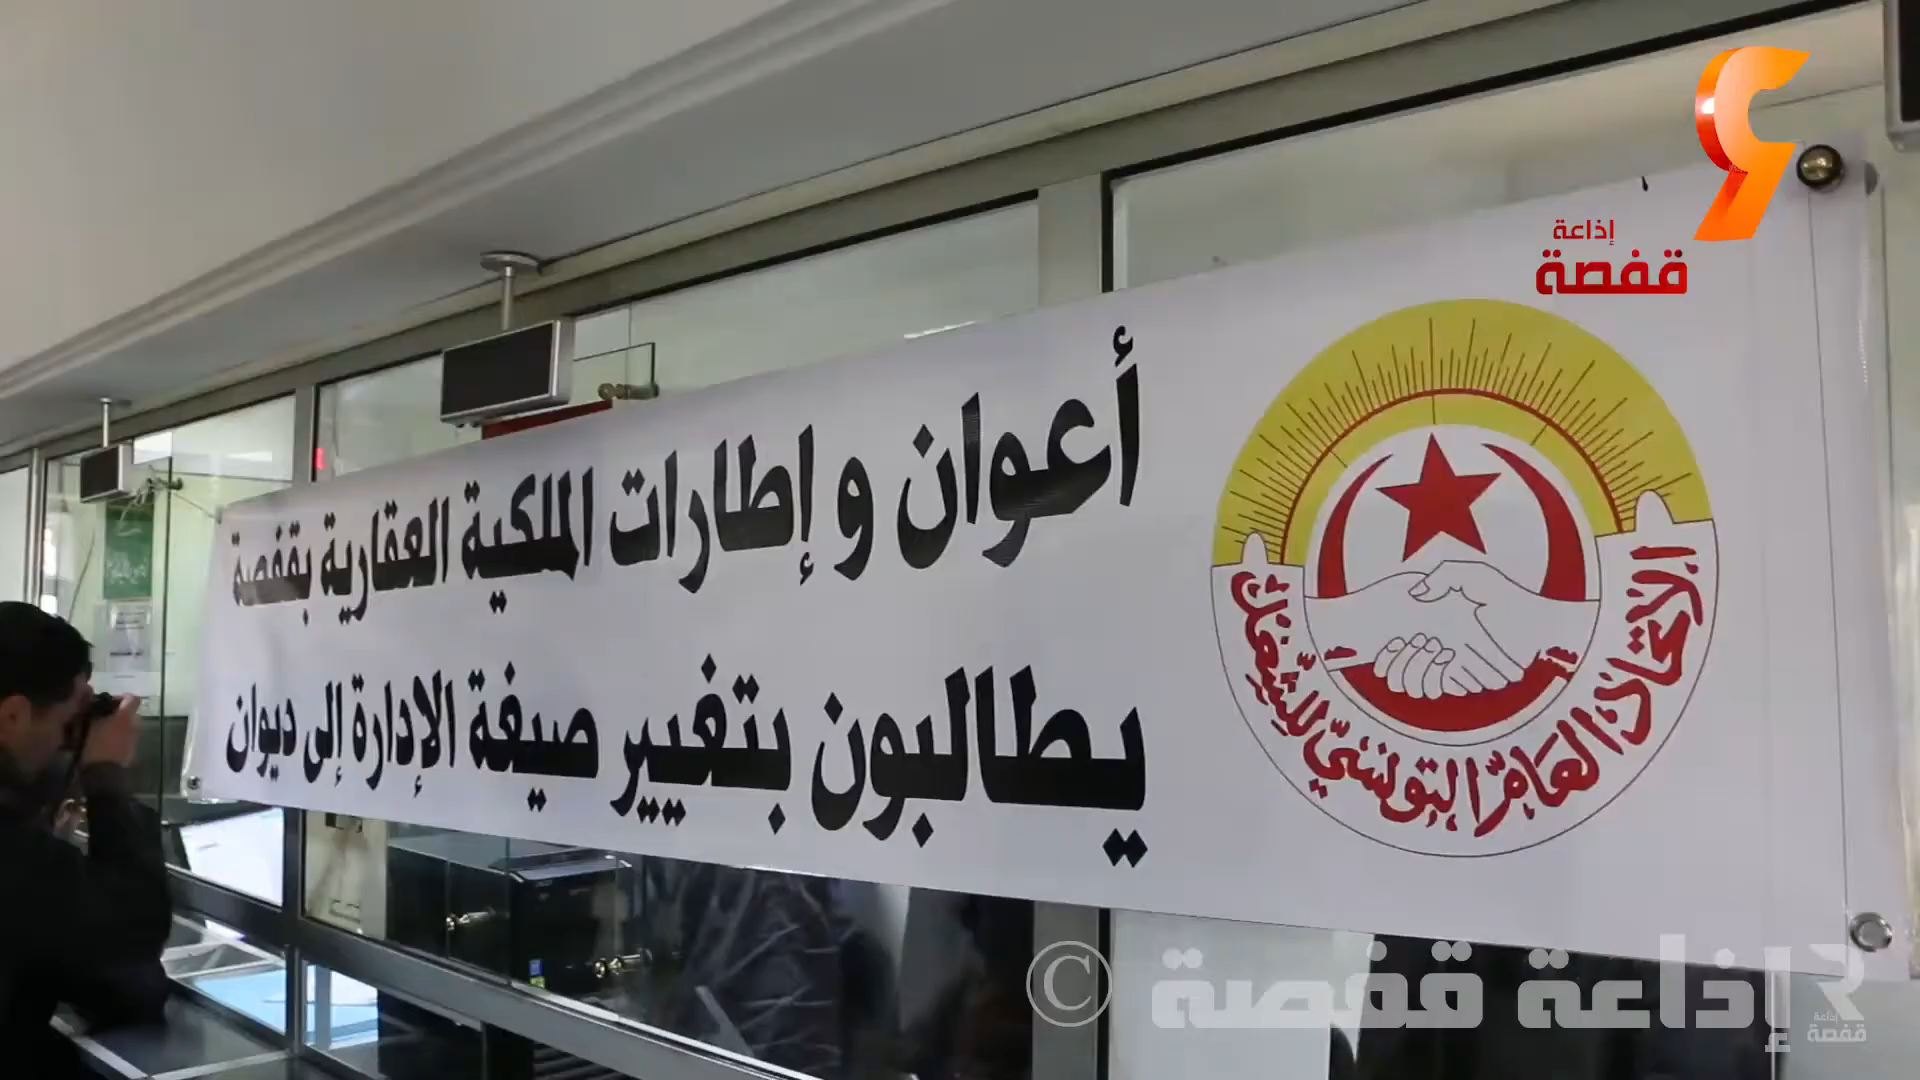 إذاعة
قفصة
أعوان و إطارات الملكية العقارية بقفصة
يطالبون بتغيير صيغة الإدارة إلى ديوان
الاتحاد العام التونسي للشغل
© إذاعة قفصة
إذاعة
قفصة